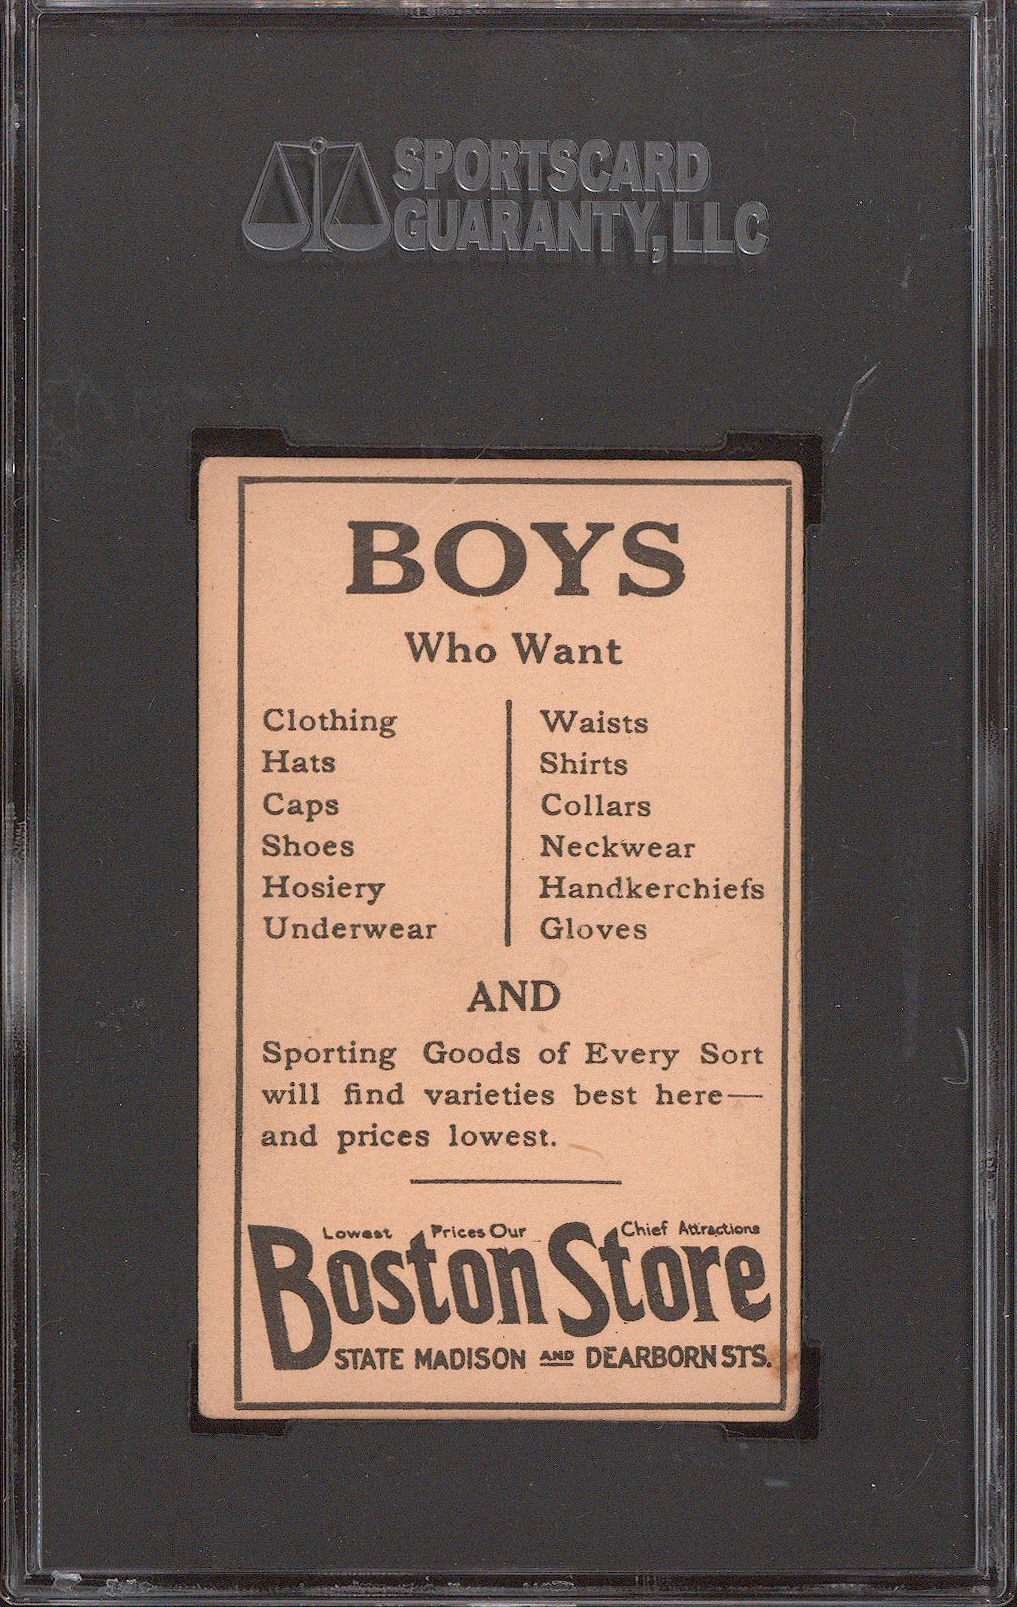 SPORTSCARD
GUARANTY, LLC
BOYS
Who Want
Clothing
Hats
Caps
Shoes
Hosiery
Underwear
Waists
Shirts
Collars
Neckwear
Handkerchiefs
Gloves
AND
Sporting Goods of Every Sort
will find varieties best here—
and prices lowest.
Lowest Prices Our Chief Attractions
Boston Store
STATE MADISON AND DEARBORN STS.